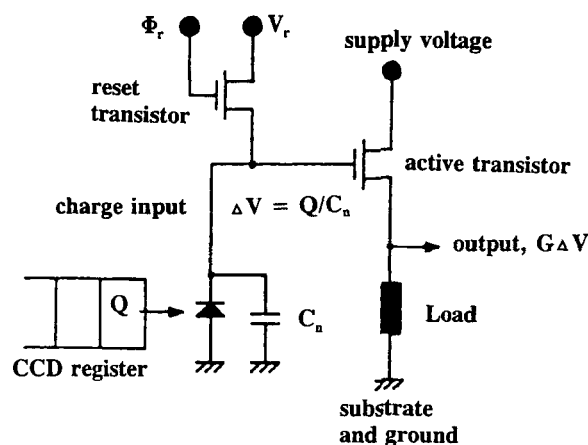 Φr
Vr
supply voltage
reset
transistor
active transistor
charge input
ΔV = Q/Cn
output, GΔV
Q
Cn
Load
CCD register
substrate
and ground